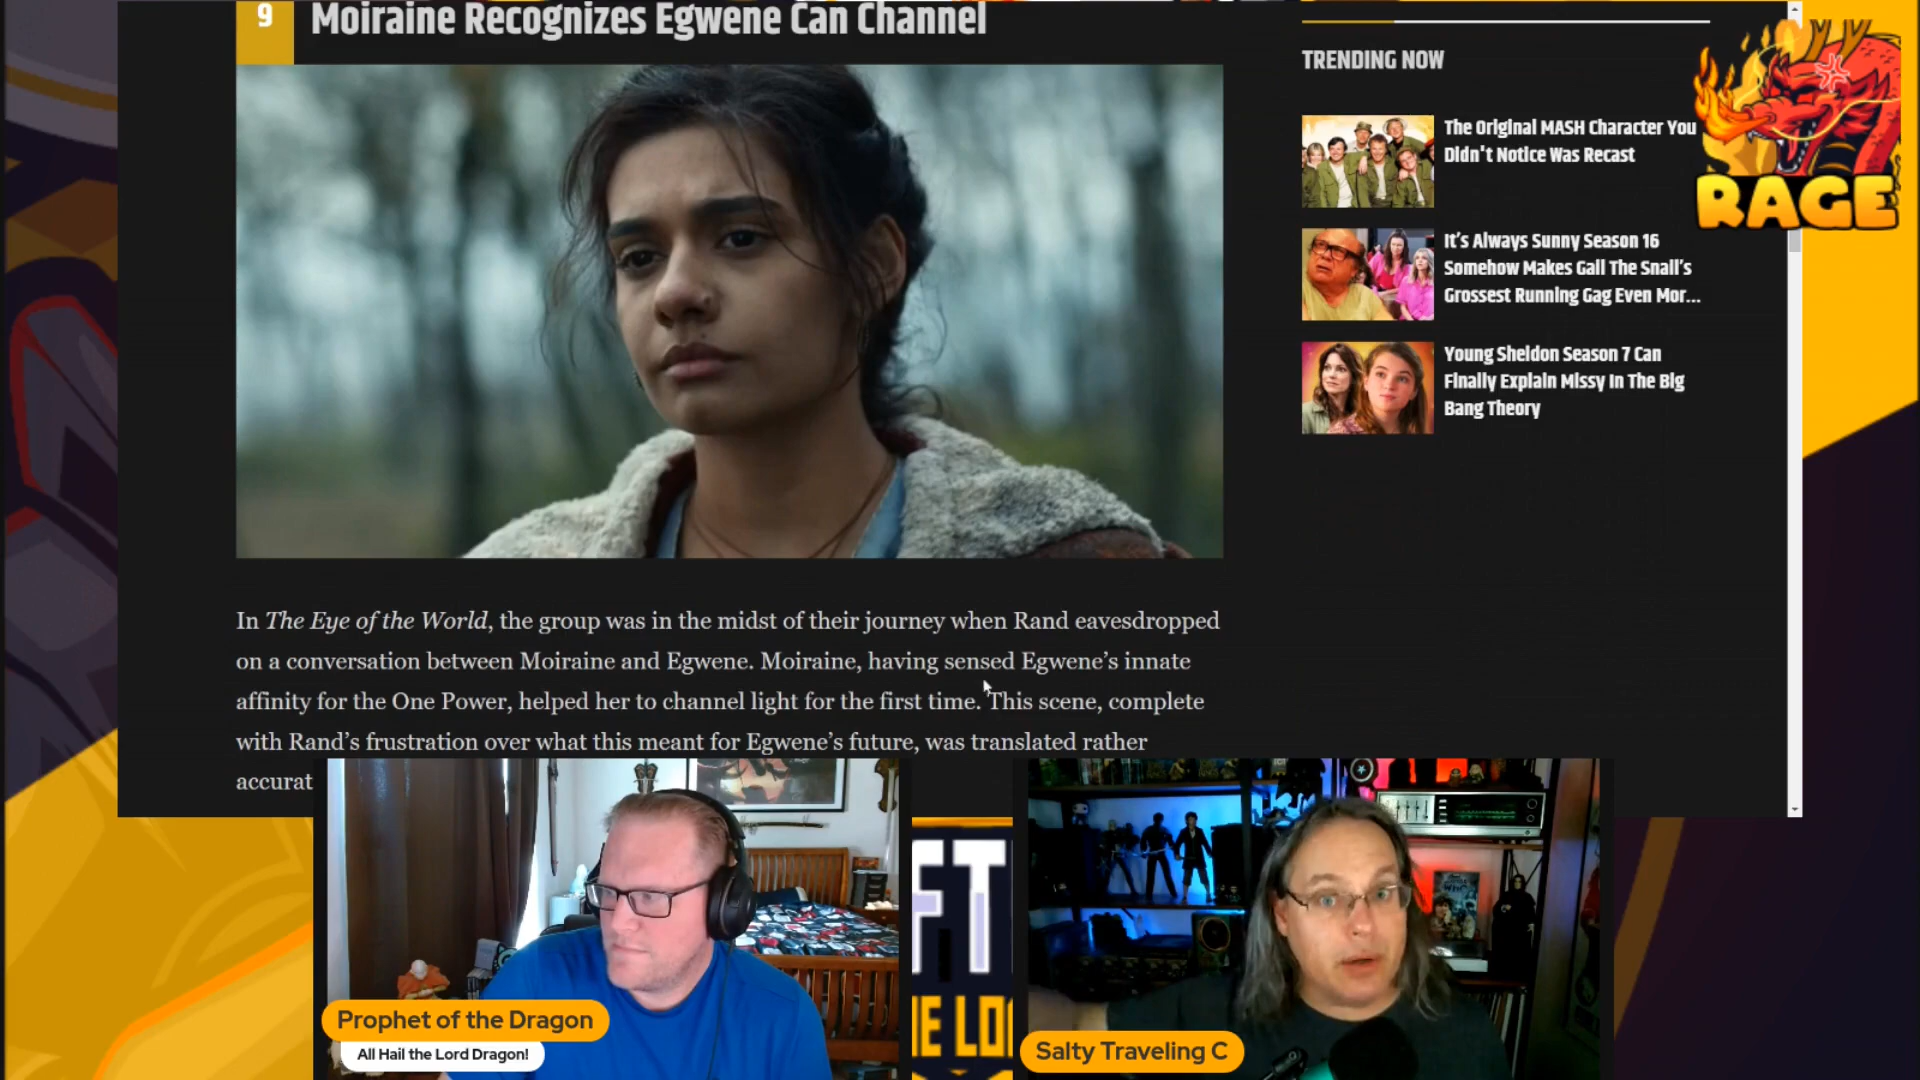 9
Moiraine Recognizes Egwene Can Channel
TRENDING NOW
The Original MASH Character You
Didn't Notice Was Recast
It's Always Sunny Season 16
Somehow Makes Gail The Snail's
Grossest Running Gag Even Mor...
Young Sheldon Season 7 Can
Finally Explain Missy In The Big
Bang Theory
RAGE
In The Eye of the World, the group was in the midst of their journey when Rand eavesdropped
on a conversation between Moiraine and Egwene. Moiraine, having sensed Egwene's innate
affinity for the One Power, helped her to channel light for the first time. This scene, complete
with Rand's frustration over what this meant for Egwene's future, was translated rather
accurat
FT
E LO
Prophet of the Dragon
All Hail the Lord Dragon!
Salty Traveling C